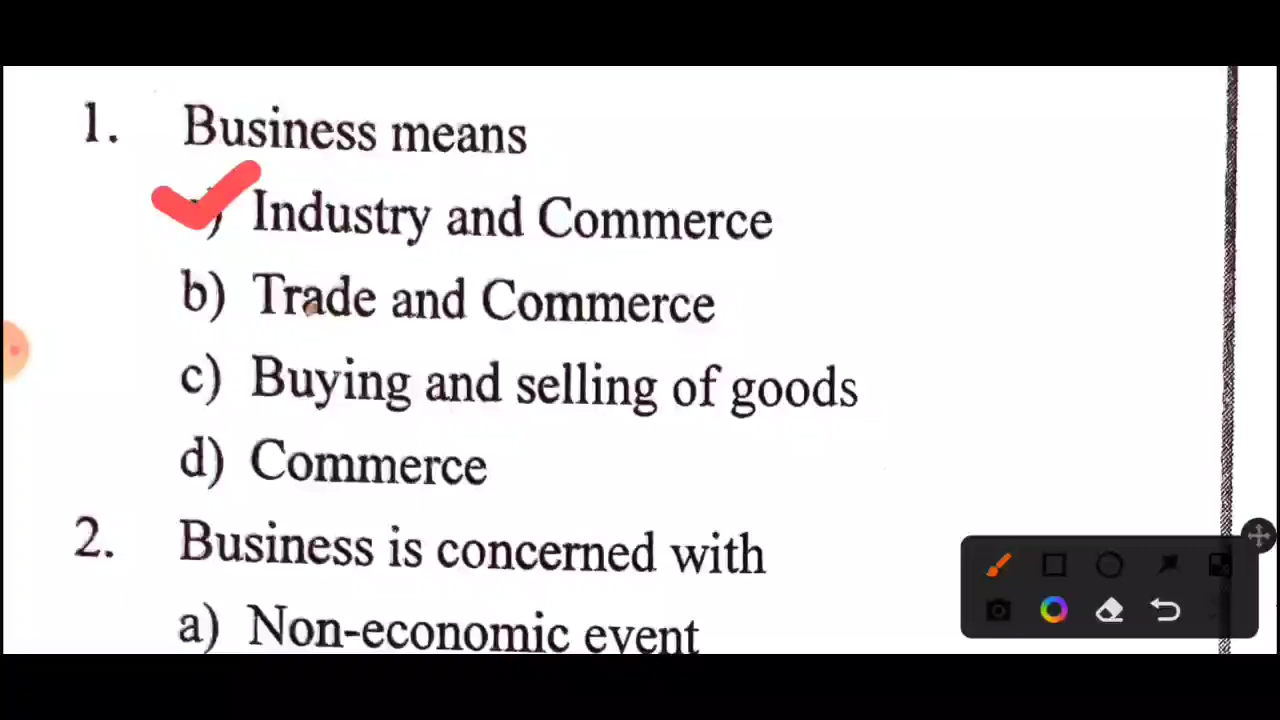 1. Business means
) Industry and Commerce
b) Trade and Commerce
c) Buying and selling of goods
d) Commerce
2. Business is concerned with
a) Non-economic event